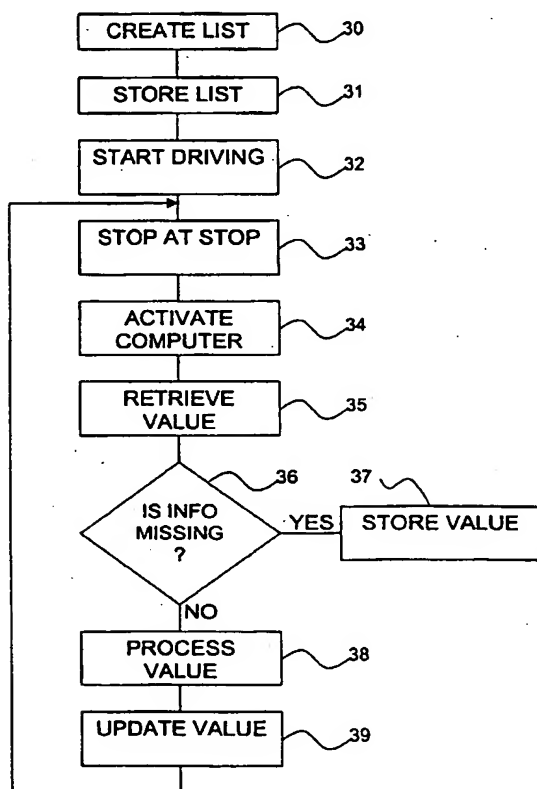 CREATE LIST
30
STORE LIST
31
START DRIVING
32
STOP AT STOP
33
ACTIVATE
COMPUTER
34
RETRIEVE
VALUE
35
36
IS INFO
MISSING
?
YES
37
STORE VALUE
NO
PROCESS
VALUE
38
UPDATE VALUE
39